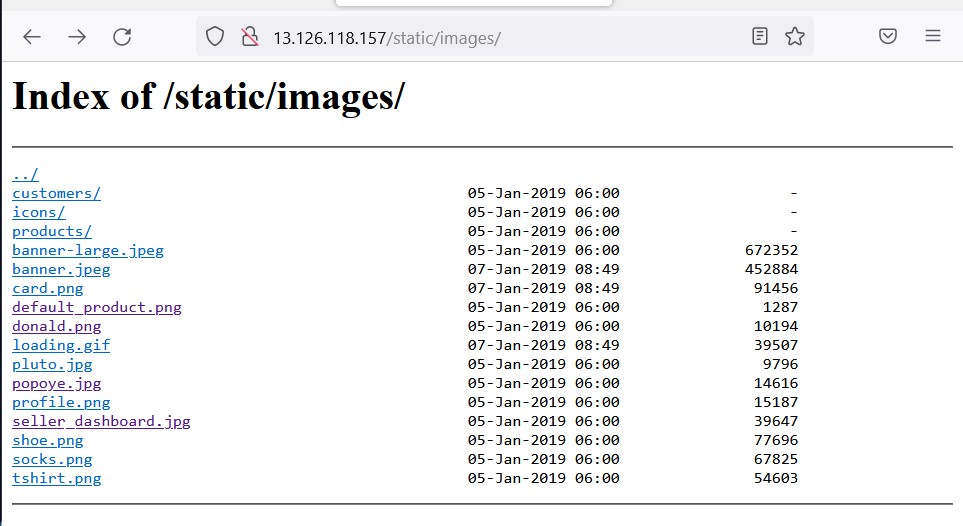 13.126.118.157/static/images/
Index of /static/images/
../
customers/ 05-Jan-2019 06:00 -
icons/ 05-Jan-2019 06:00 -
products/ 05-Jan-2019 06:00 -
banner-large.jpeg 05-Jan-2019 06:00 672352
banner.jpeg 07-Jan-2019 08:49 452884
card.png 07-Jan-2019 08:49 91456
default_product.png 05-Jan-2019 06:00 1287
donald.png 05-Jan-2019 06:00 10194
loading.gif 07-Jan-2019 08:49 39507
pluto.jpg 05-Jan-2019 06:00 9796
popoye.jpg 05-Jan-2019 06:00 14616
profile.png 05-Jan-2019 06:00 15187
seller_dashboard.jpg 05-Jan-2019 06:00 39647
shoe.png 05-Jan-2019 06:00 77696
socks.png 05-Jan-2019 06:00 67825
tshirt.png 05-Jan-2019 06:00 54603